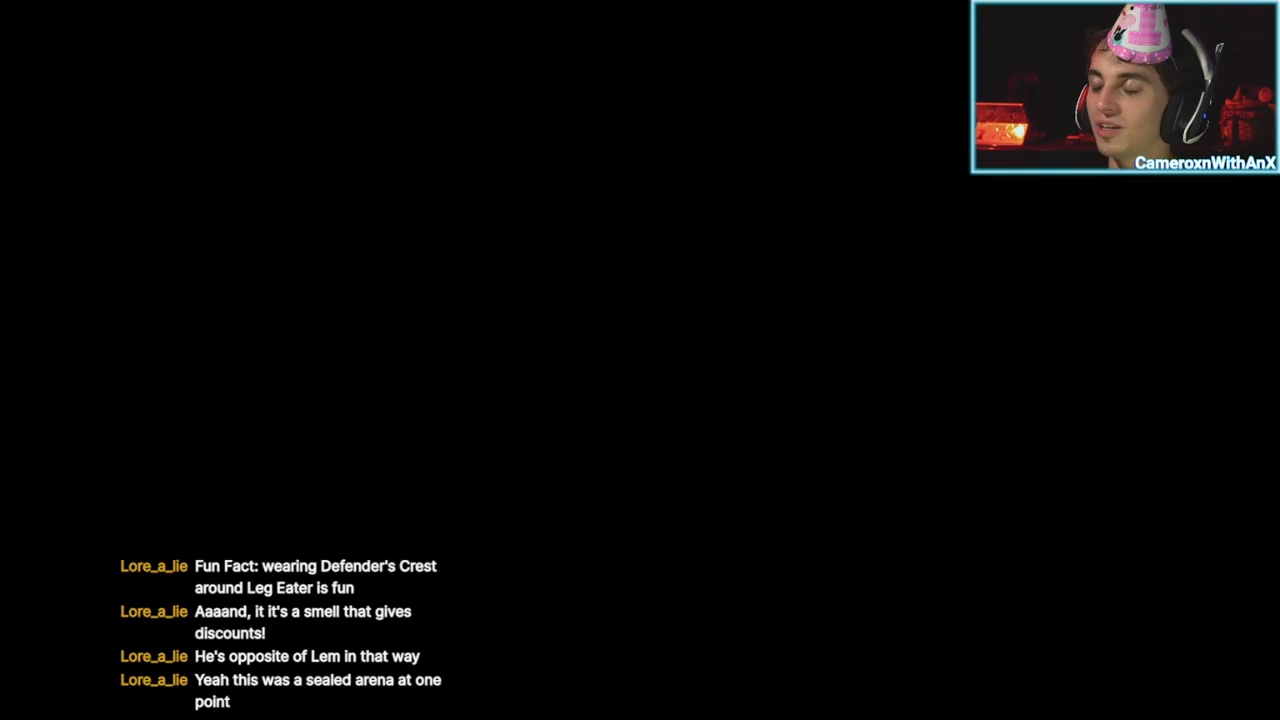 CameroxnWithAnX
Lore_a_lie Fun Fact: wearing Defender's Crest
around Leg Eater is fun
Lore_a_lie Aaaand, it it's a smell that gives
discounts!
Lore_a_lie He's opposite of Lem in that way
Lore_a_lie Yeah this was a sealed arena at one
point